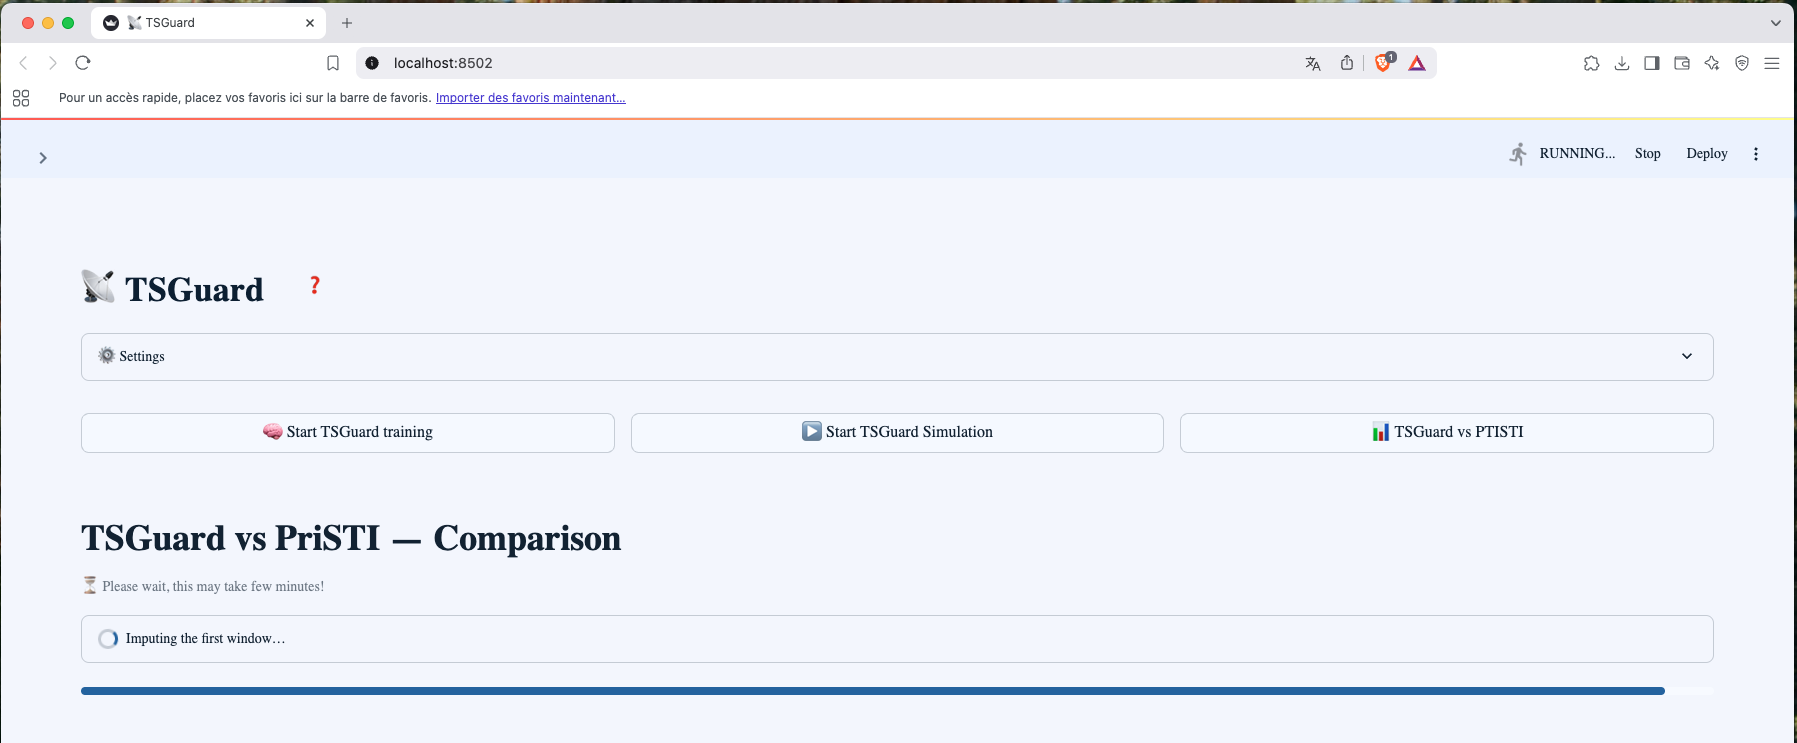 TSGuard
localhost:8502
1
Pour un accès rapide, placez vos favoris ici sur la barre de favoris. Importer des favoris maintenant...
RUNNING... Stop Deploy
TSGuard ❓
Settings
Start TSGuard training
Start TSGuard Simulation
TSGuard vs PTISTI
TSGuard vs PriSTI — Comparison
Please wait, this may take few minutes!
Imputing the first window…